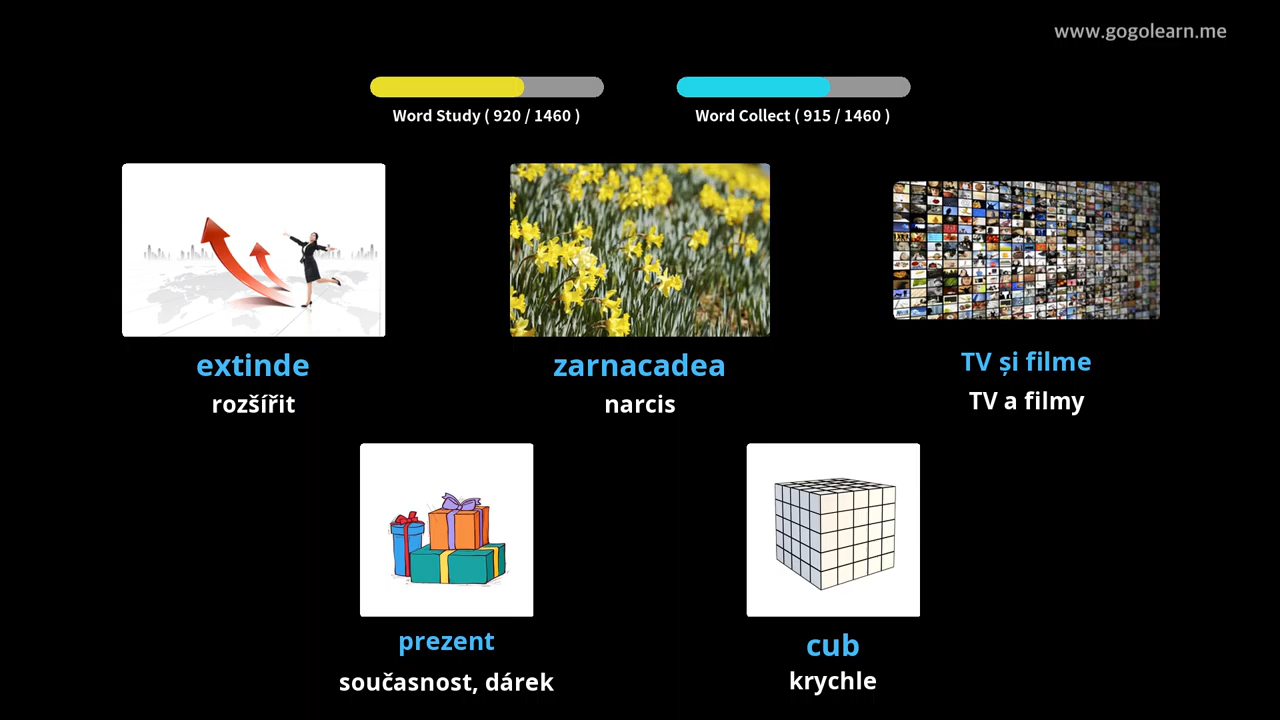 www.gogolearn.me
Word Study ( 920 / 1460 )
Word Collect ( 915 / 1460 )
extinde
rozšířit
zarnacadea
narcis
TV și filme
TV a filmy
prezent
současnost, dárek
cub
krychle